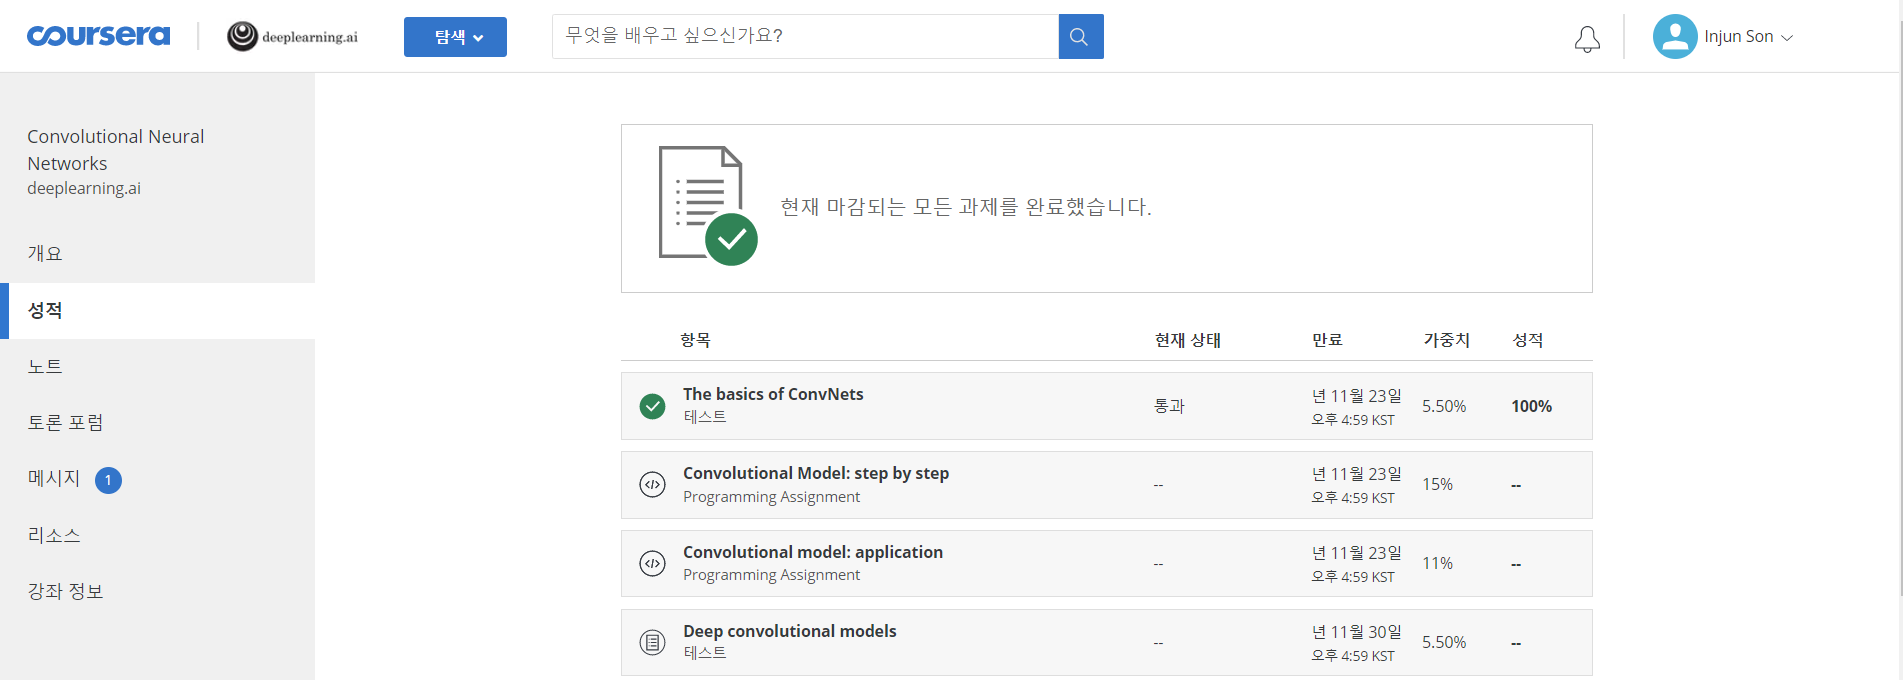 coursera
deeplearning.ai
탐색
무엇을 배우고 싶으신가요?
Injun Son
Convolutional Neural
Networks
deeplearning.ai
개요
성적
노트
토론 포럼
메시지 1
리소스
강좌 정보
현재 마감되는 모든 과제를 완료했습니다.
항목 현재 상태 만료 가중치 성적
The basics of ConvNets
테스트
통과
년 11월 23일
오후 4:59 KST
5.50%
100%
Convolutional Model: step by step
Programming Assignment
--
년 11월 23일
오후 4:59 KST
15%
--
Convolutional model: application
Programming Assignment
--
년 11월 23일
오후 4:59 KST
11%
--
Deep convolutional models
테스트
--
년 11월 30일
오후 4:59 KST
5.50%
--